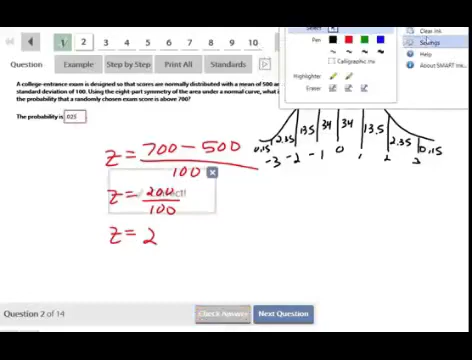 1 2 3 4 5 6 7 8 9 10
Question Example Step by Step Print All Standards
A college-entrance exam is designed so that scores are normally distributed with a mean of 500 and
standard deviation of 100. Using the eight-part symmetry of the area under a normal curve, what
the probability that a randomly chosen exam score is above 700?
The probability is .025
Select
Pen
Calligraphic Ink
Highlighter
Eraser
Clear Ink
Settings
Help
About SMART Ink...
0.15 2.35 13.5 34 34 13.5 2.35 0.15
-3 -2 -1 0 1 2 3
z = 700 - 500
100
z = 200
100
z = 2
Question 2 of 14
Check Answer
Next Question